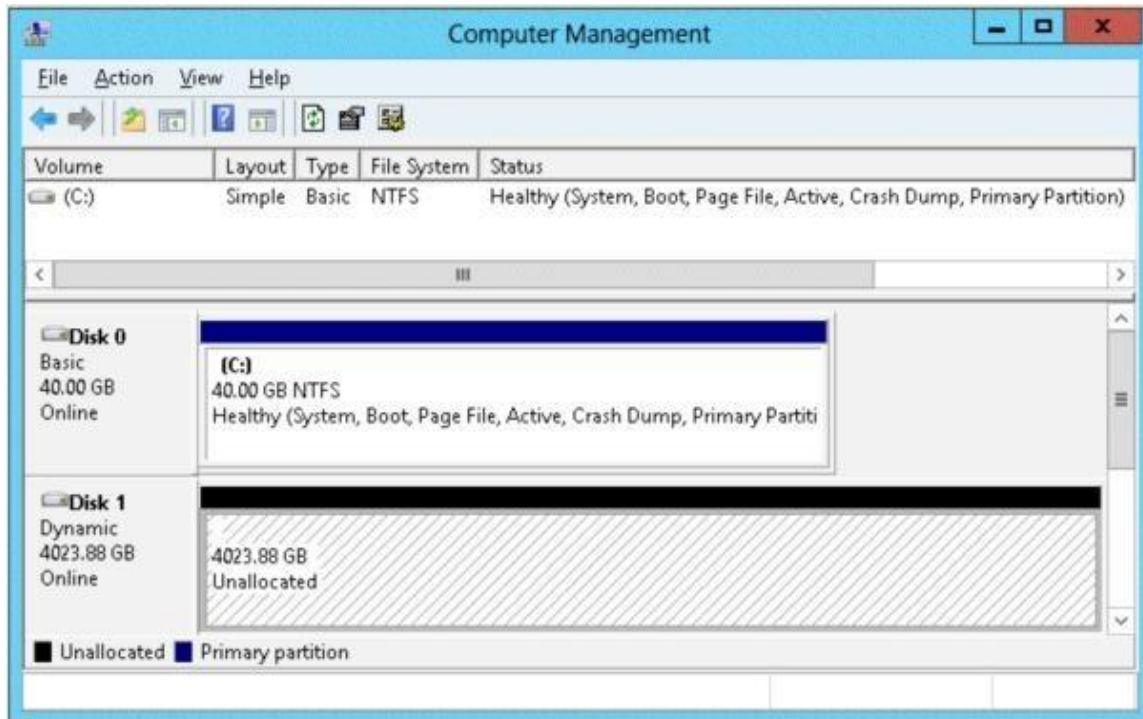 Computer Management
File Action View Help
Volume Layout Type File System Status
(C:) Simple Basic NTFS Healthy (System, Boot, Page File, Active, Crash Dump, Primary Partition)
Disk 0
Basic
40.00 GB
Online
(C:)
40.00 GB NTFS
Healthy (System, Boot, Page File, Active, Crash Dump, Primary Partiti
Disk 1
Dynamic
4023.88 GB
Online
4023.88 GB
Unallocated
Unallocated Primary partition